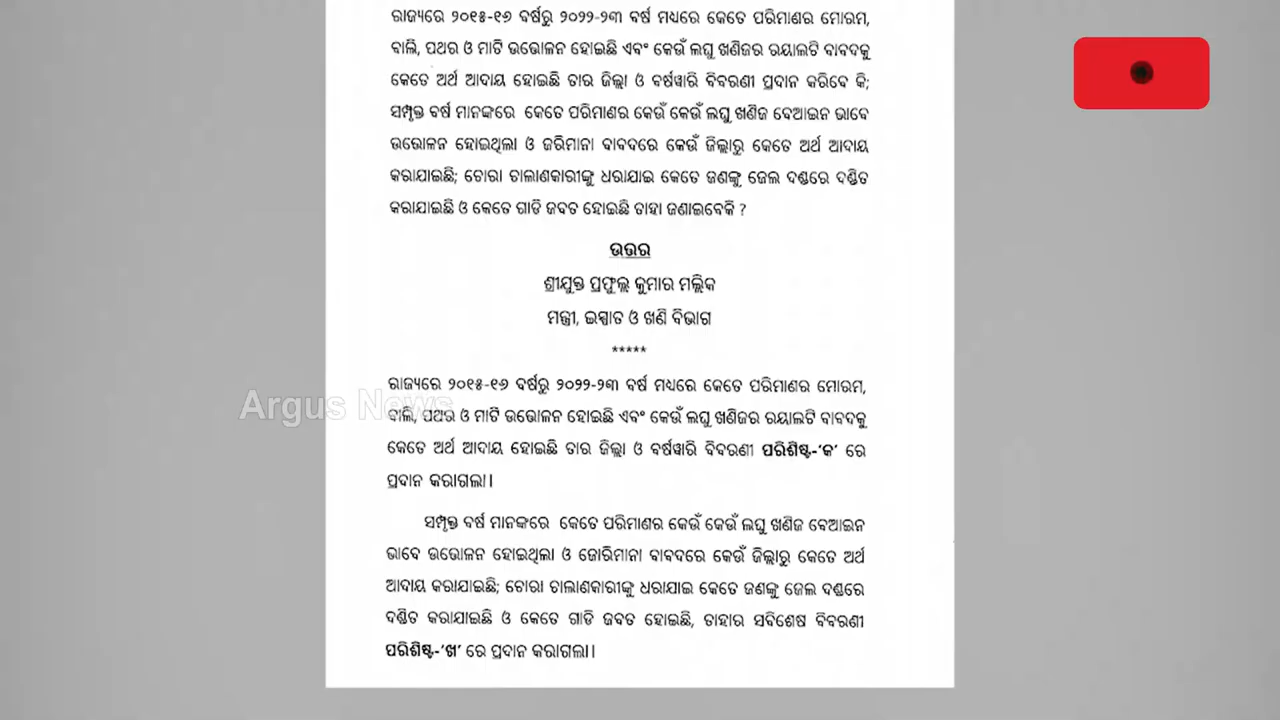 ରାଜ୍ୟରେ ୨୦୧୫-୧୬ ବର୍ଷରୁ ୨୦୨୨-୨୩ ବର୍ଷ ମଧ୍ୟରେ କେତେ ପରିମାଣର ମୋରମ,
ବାଲି, ପଥର ଓ ମାଟି ଉତ୍ତୋଳନ ହୋଇଛି ଏବଂ କେଉଁ ଲଘୁ ଖଣିଜର ରୟାଲଟି ବାବଦକୁ
କେତେ ଅର୍ଥ ଆଦାୟ ହୋଇଛି ତାର ଜିଲ୍ଲା ଓ ବର୍ଷୱାରି ବିବରଣୀ ପ୍ରଦାନ କରିବେ କି;
ସମ୍ପୃକ୍ତ ବର୍ଷ ମାନଙ୍କରେ କେତେ ପରିମାଣର କେଉଁ କେଉଁ ଲଘୁ ଖଣିଜ ବେଆଇନ ଭାବେ
ଉତ୍ତୋଳନ ହୋଇଥିଲା ଓ ଜରିମାନା ବାବଦରେ କେଉଁ ଜିଲ୍ଲାରୁ କେତେ ଅର୍ଥ ଆଦାୟ
କରାଯାଇଛି; ଚୋରା ଚାଲାଣକାରୀଙ୍କୁ ଧରାଯାଇ କେତେ ଜଣଙ୍କୁ ଜେଲ ଦଣ୍ଡରେ ଦଣ୍ଡିତ
କରାଯାଇଛି ଓ କେତେ ଗାଡି ଜବତ ହୋଇଛି ତାହା ଜଣାଇବେକି ?
ଉତ୍ତର
ଶ୍ରୀଯୁକ୍ତ ପ୍ରଫୁଲ୍ଲ କୁମାର ମଲ୍ଲିକ
ମନ୍ତ୍ରୀ, ଇସ୍ପାତ ଓ ଖଣି ବିଭାଗ
*****
ରାଜ୍ୟରେ ୨୦୧୫-୧୬ ବର୍ଷରୁ ୨୦୨୨-୨୩ ବର୍ଷ ମଧ୍ୟରେ କେତେ ପରିମାଣର ମୋରମ,
ବାଲି, ପଥର ଓ ମାଟି ଉତ୍ତୋଳନ ହୋଇଛି ଏବଂ କେଉଁ ଲଘୁ ଖଣିଜର ରୟାଲଟି ବାବଦକୁ
କେତେ ଅର୍ଥ ଆଦାୟ ହୋଇଛି ତାର ଜିଲ୍ଲା ଓ ବର୍ଷୱାରି ବିବରଣୀ ପରିଶିଷ୍ଟ-‘କ’ ରେ
ପ୍ରଦାନ କରାଗଲା।
ସମ୍ପୃକ୍ତ ବର୍ଷ ମାନଙ୍କରେ କେତେ ପରିମାଣର କେଉଁ କେଉଁ ଲଘୁ ଖଣିଜ ବେଆଇନ
ଭାବେ ଉତ୍ତୋଳନ ହୋଇଥିଲା ଓ ଜୋରିମାନା ବାବଦରେ କେଉଁ ଜିଲ୍ଲାରୁ କେତେ ଅର୍ଥ
ଆଦାୟ କରାଯାଇଛି; ଚୋରା ଚାଲାଣକାରୀଙ୍କୁ ଧରାଯାଇ କେତେ ଜଣଙ୍କୁ ଜେଲ ଦଣ୍ଡରେ
ଦଣ୍ଡିତ କରାଯାଇଛି ଓ କେତେ ଗାଡି ଜବତ ହୋଇଛି, ତାହାର ସବିଶେଷ ବିବରଣୀ
ପରିଶିଷ୍ଟ-‘ଖ’ ରେ ପ୍ରଦାନ କରାଗଲା।
Argus News